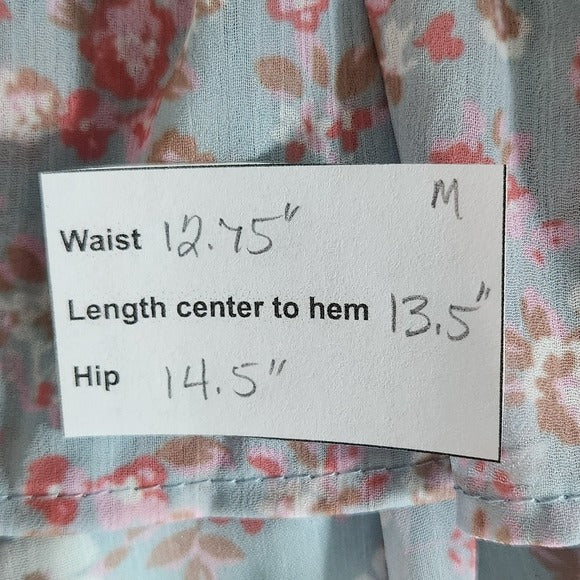 M
Waist 12.75"
Length center to hem 13.5"
Hip 14.5"